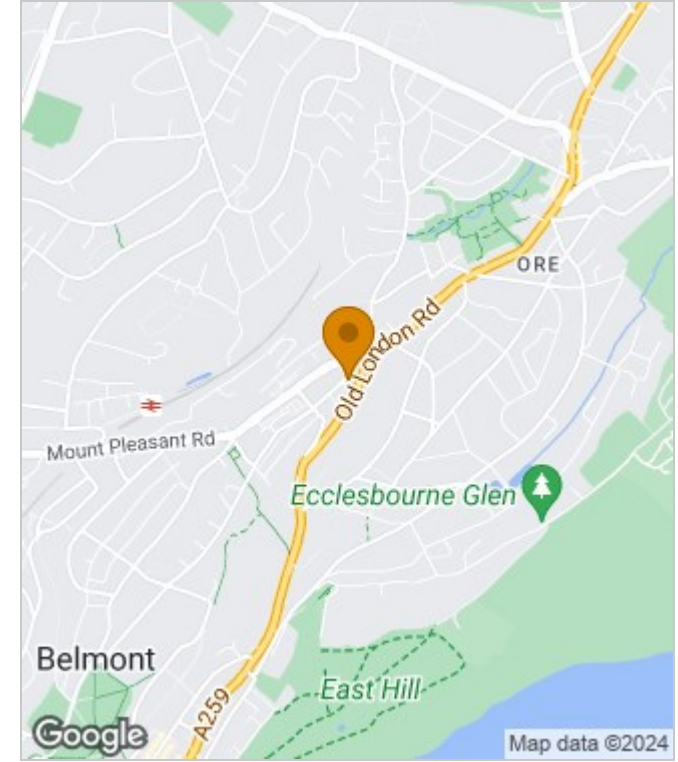 ORE
Old London Rd
Mount Pleasant Rd
Ecclesbourne Glen
Belmont
East Hill
A259
Google
Map data ©2024